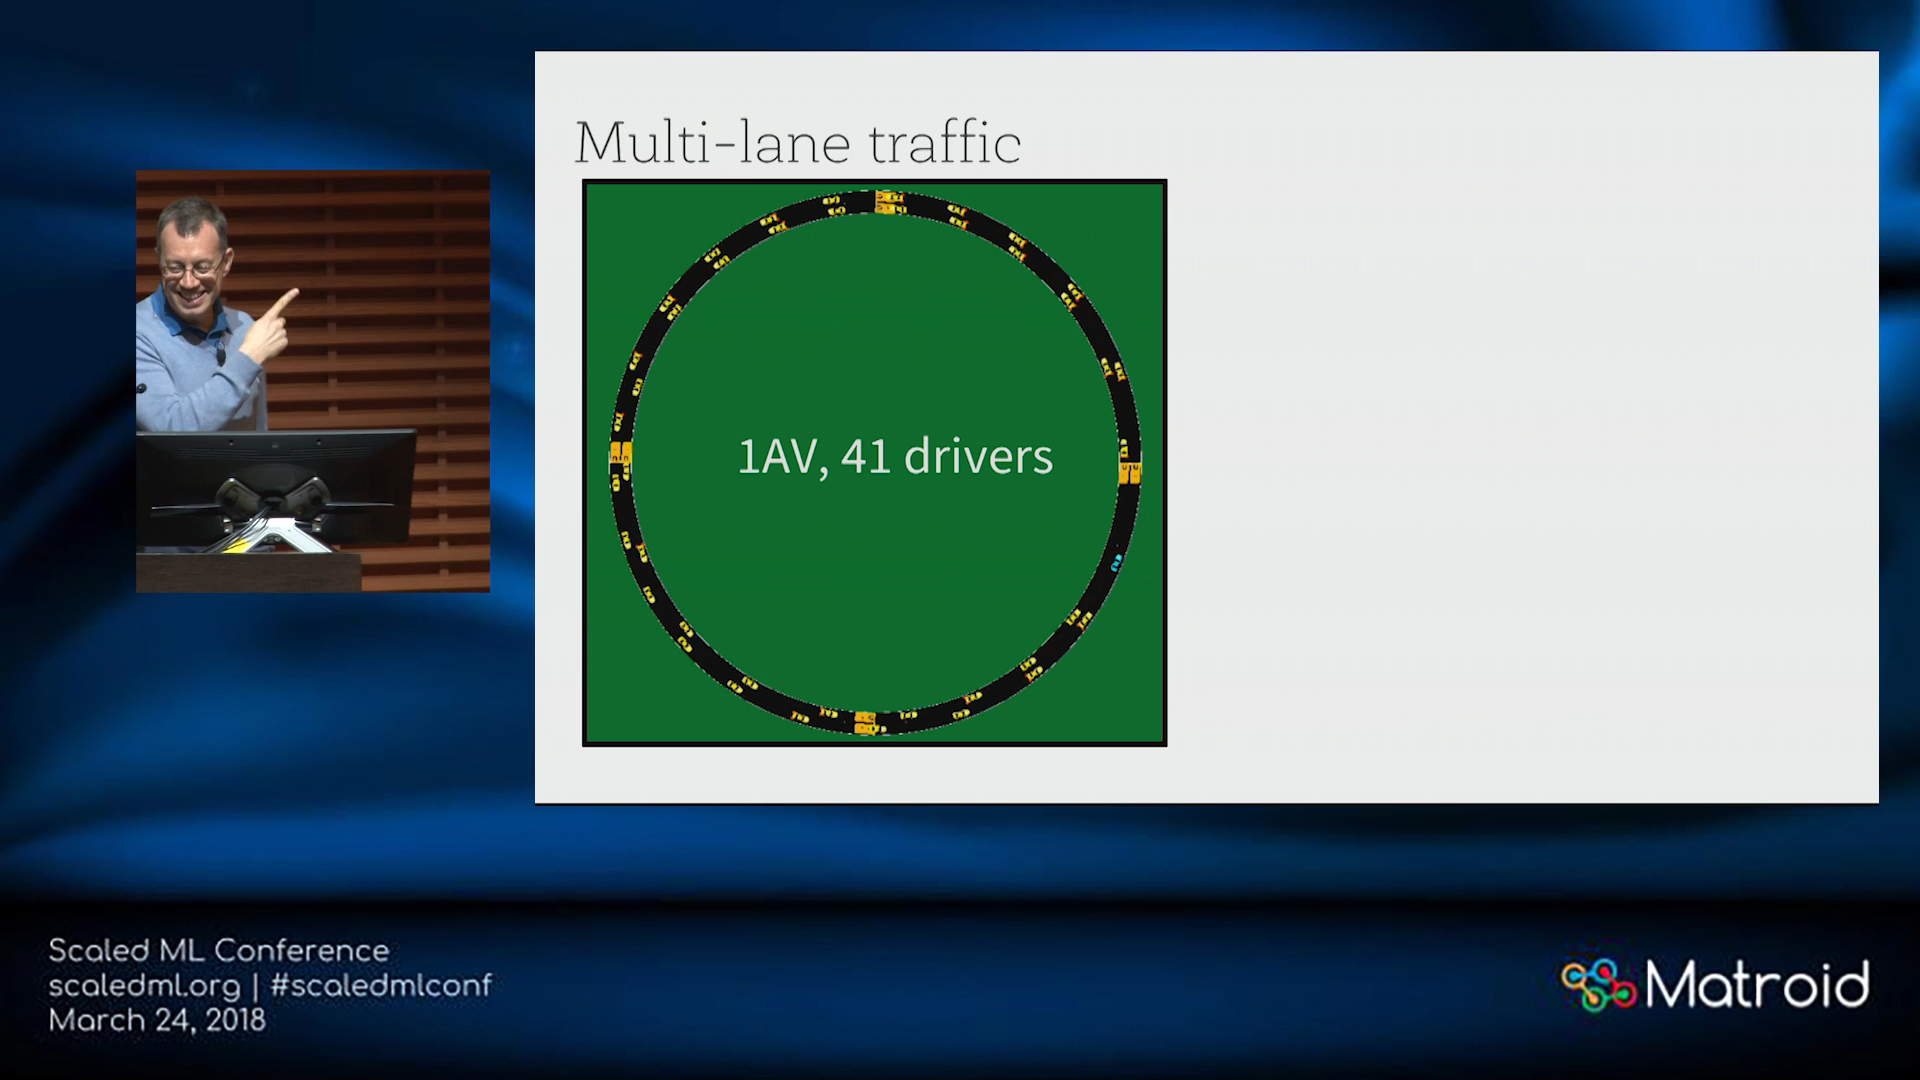 Multi-lane traffic
1AV, 41 drivers
Scaled ML Conference
scaledml.org | #scaledmlconf
March 24, 2018
Matroid